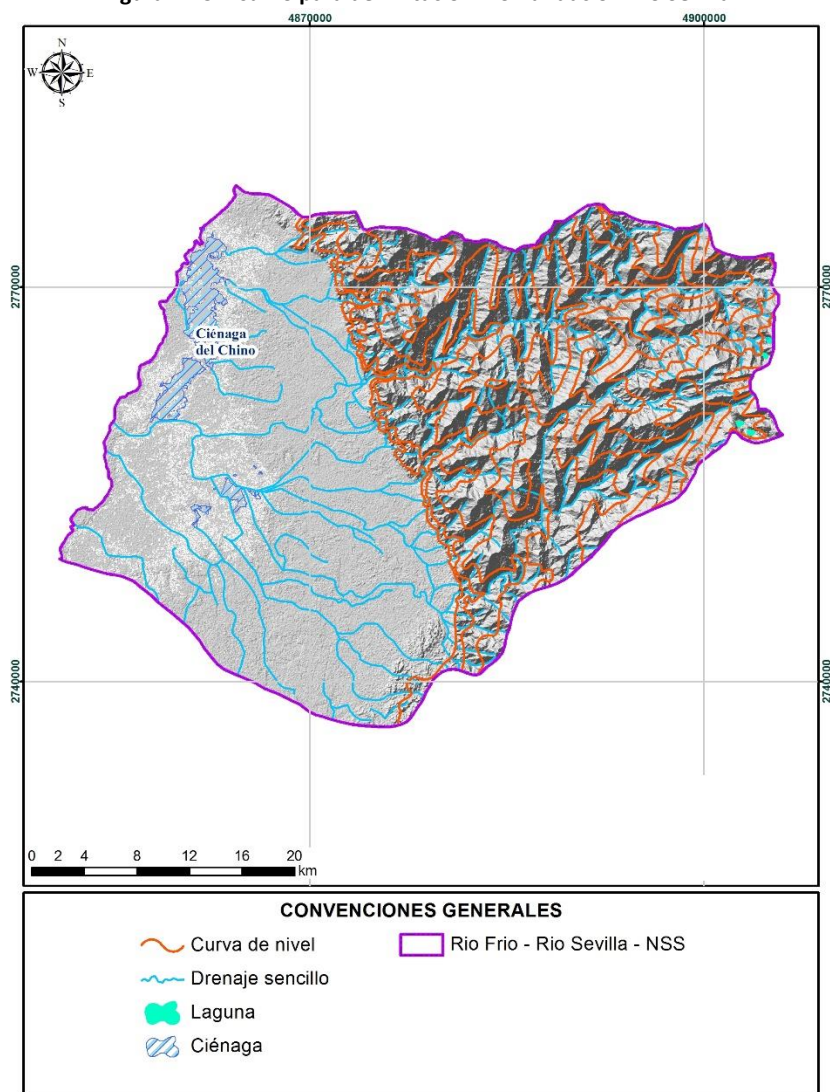 4870000
4900000
N
W
E
S
2770000
2770000
Ciénaga
del Chino
2740000
2740000
0 2 4 8 12 16 20
km
CONVENCIONES GENERALES
Curva de nivel
Rio Frio - Rio Sevilla - NSS
Drenaje sencillo
Laguna
Ciénaga